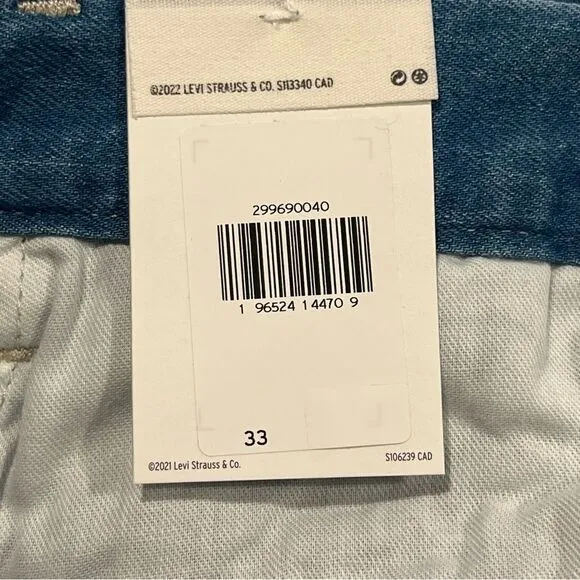 ©2022 LEVI STRAUSS & CO. S113340 CAD
299690040
1 96524 14470 9
33
©2021 Levi Strauss & Co.
S106239 CAD